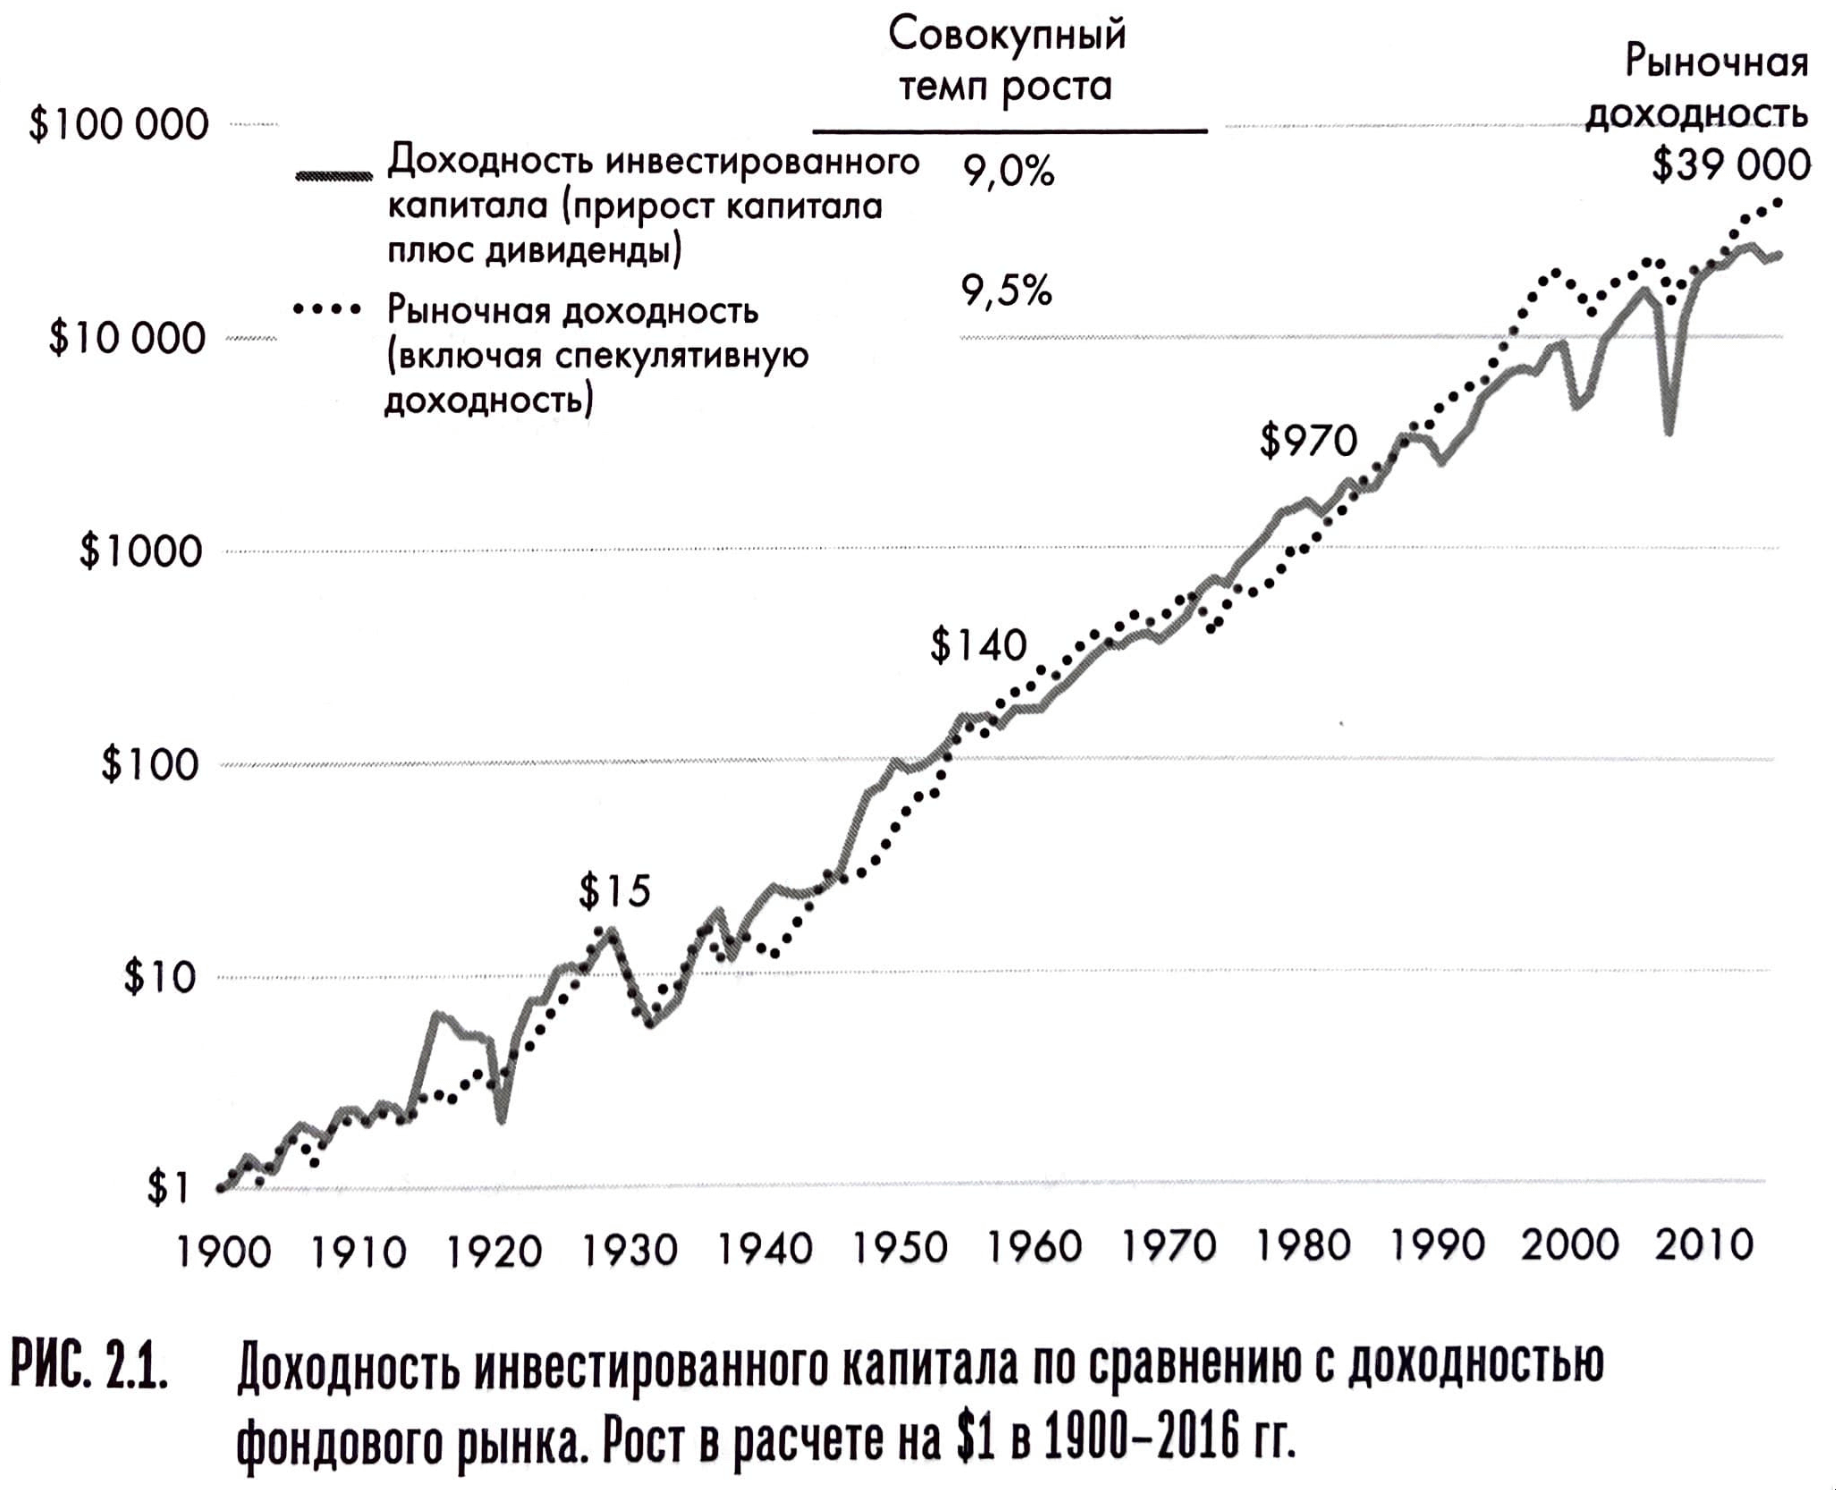 Совокупный
темп роста
Рыночная
доходность
$39 000
$100 000
Доходность инвестированного
капитала (прирост капитала
плюс дивиденды)
9,0%
Рыночная доходность
(включая спекулятивную
доходность)
9,5%
$10 000
$970
$1000
$140
$100
$15
$10
$1
1900 1910 1920 1930 1940 1950 1960 1970 1980 1990 2000 2010
РИС. 2.1. Доходность инвестированного капитала по сравнению с доходностью
фондового рынка. Рост в расчете на $1 в 1900–2016 гг.